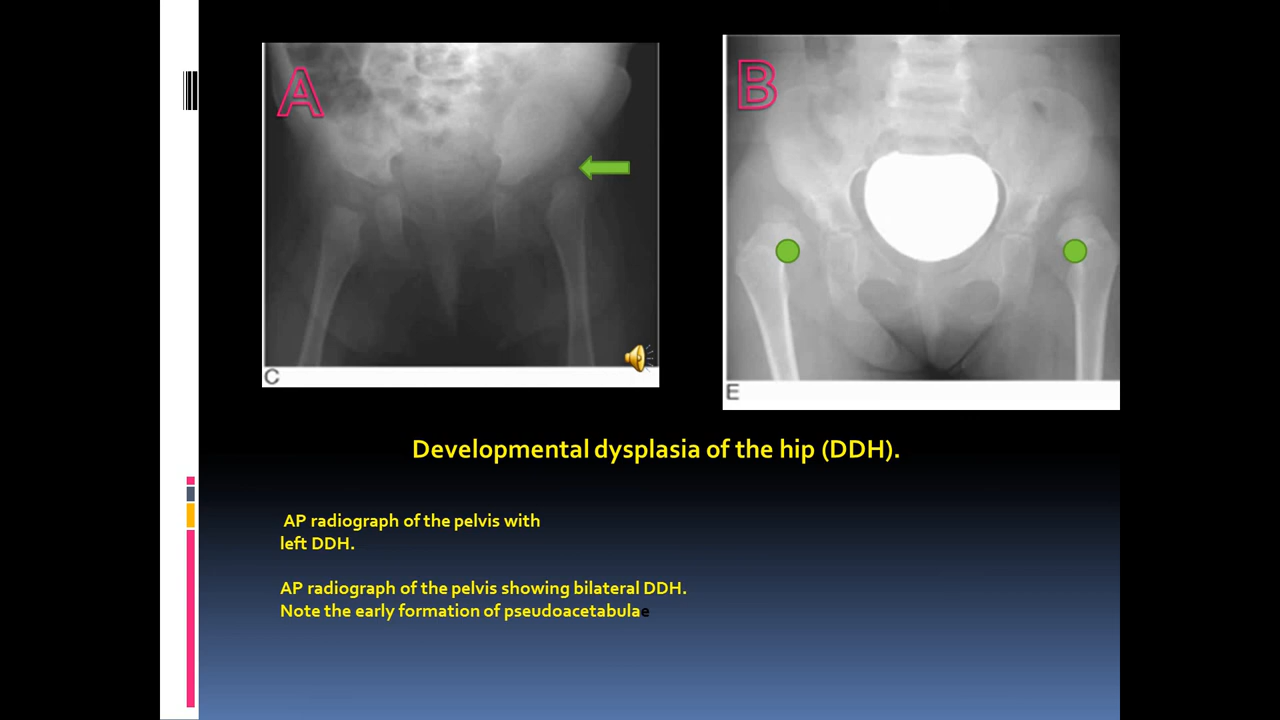 A
B
C
E
Developmental dysplasia of the hip (DDH).
AP radiograph of the pelvis with
left DDH.
AP radiograph of the pelvis showing bilateral DDH.
Note the early formation of pseudoacetabulae